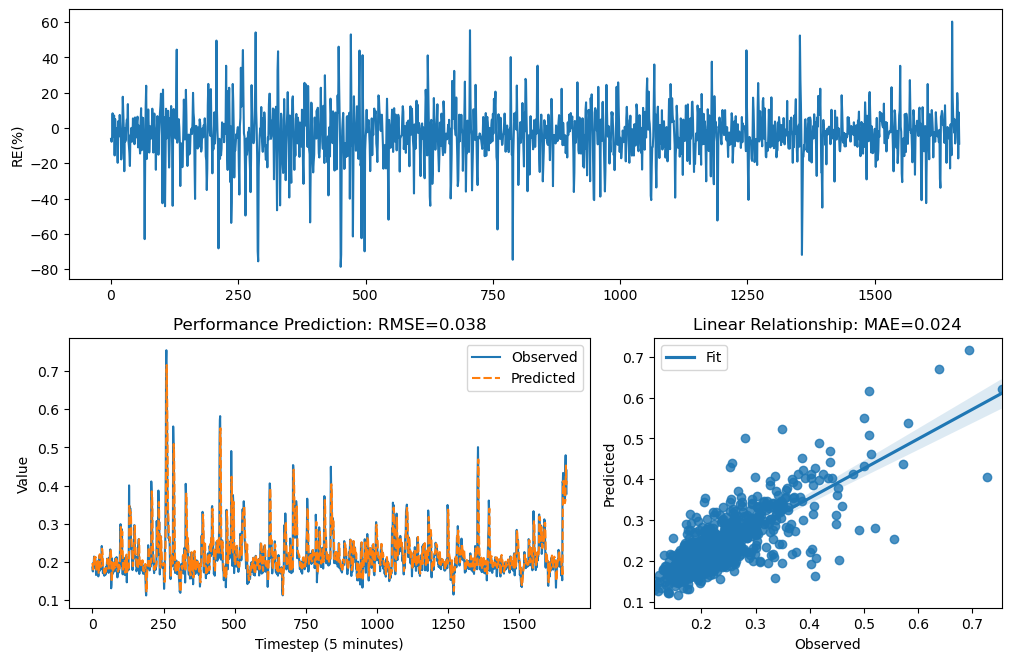 60
40
20
0
−20
−40
−60
−80
RE(%)
0 250 500 750 1000 1250 1500
Performance Prediction: RMSE=0.038
Observed
Predicted
0.7
0.6
0.5
0.4
0.3
0.2
0.1
Value
0 250 500 750 1000 1250 1500
Timestep (5 minutes)
Linear Relationship: MAE=0.024
Fit
0.7
0.6
0.5
0.4
0.3
0.2
0.1
Predicted
0.2 0.3 0.4 0.5 0.6 0.7
Observed